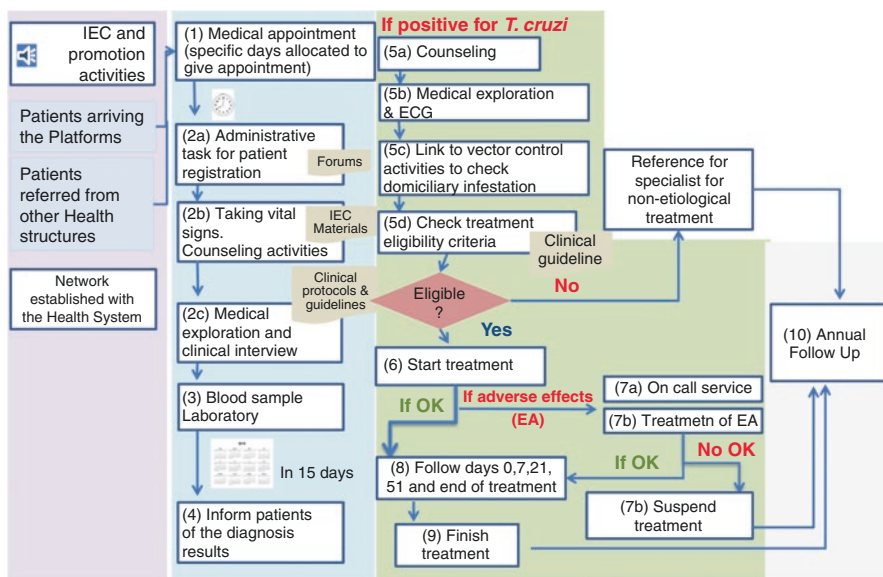 IEC and
promotion
activities
Patients arriving
the Platforms
Patients
referred from
other Health
structures
Network
established with
the Health System
(1) Medical appointment
(specific days allocated to
give appointment)
(2a) Administrative
task for patient
registration
Forums
(2b) Taking vital
signs.
Counseling activities
IEC
Materials
Clinical
protocols &
guidelines
(2c) Medical
exploration and
clinical interview
(3) Blood sample
Laboratory
In 15 days
(4) Inform patients
of the diagnosis
results
If positive for T. cruzi
(5a) Counseling
(5b) Medical exploration
& ECG
(5c) Link to vector control
activities to check
domiciliary infestation
(5d) Check treatment
eligibility criteria
Clinical
guideline
Eligible
?
No
Yes
Reference for
specialist for
non-etiological
treatment
(6) Start treatment
If OK
If adverse effects
(EA)
(7a) On call service
(7b) Treatmetn of EA
If OK
No OK
(7b) Suspend
treatment
(8) Follow days 0,7,21,
51 and end of treatment
(9) Finish
treatment
(10) Annual
Follow Up